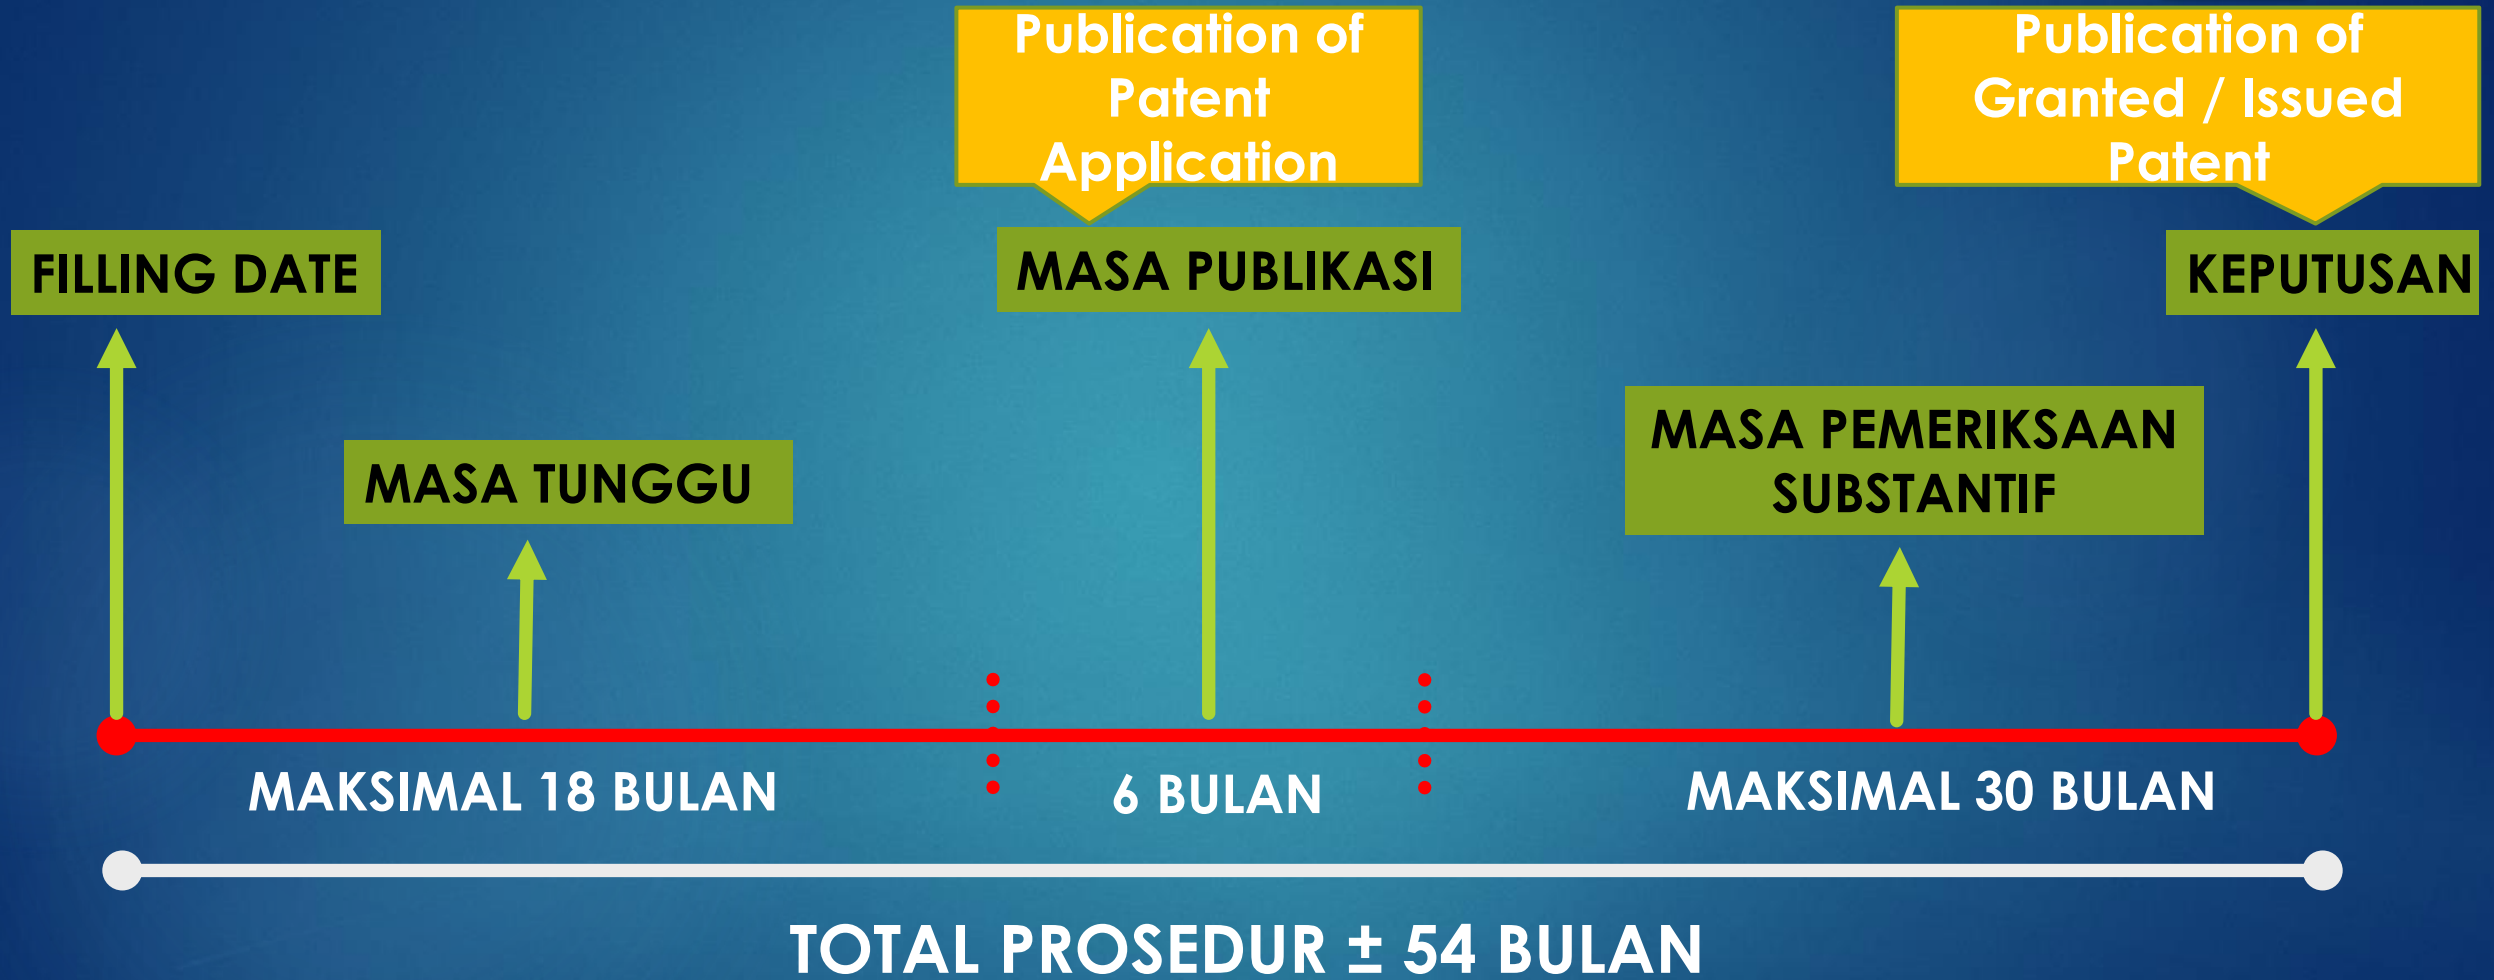 Publication of
Patent
Application
Publication of
Granted / Issued
Patent
FILLING DATE
MASA PUBLIKASI
KEPUTUSAN
MASA TUNGGU
MASA PEMERIKSAAN
SUBSTANTIF
MAKSIMAL 18 BULAN
6 BULAN
MAKSIMAL 30 BULAN
TOTAL PROSEDUR ± 54 BULAN